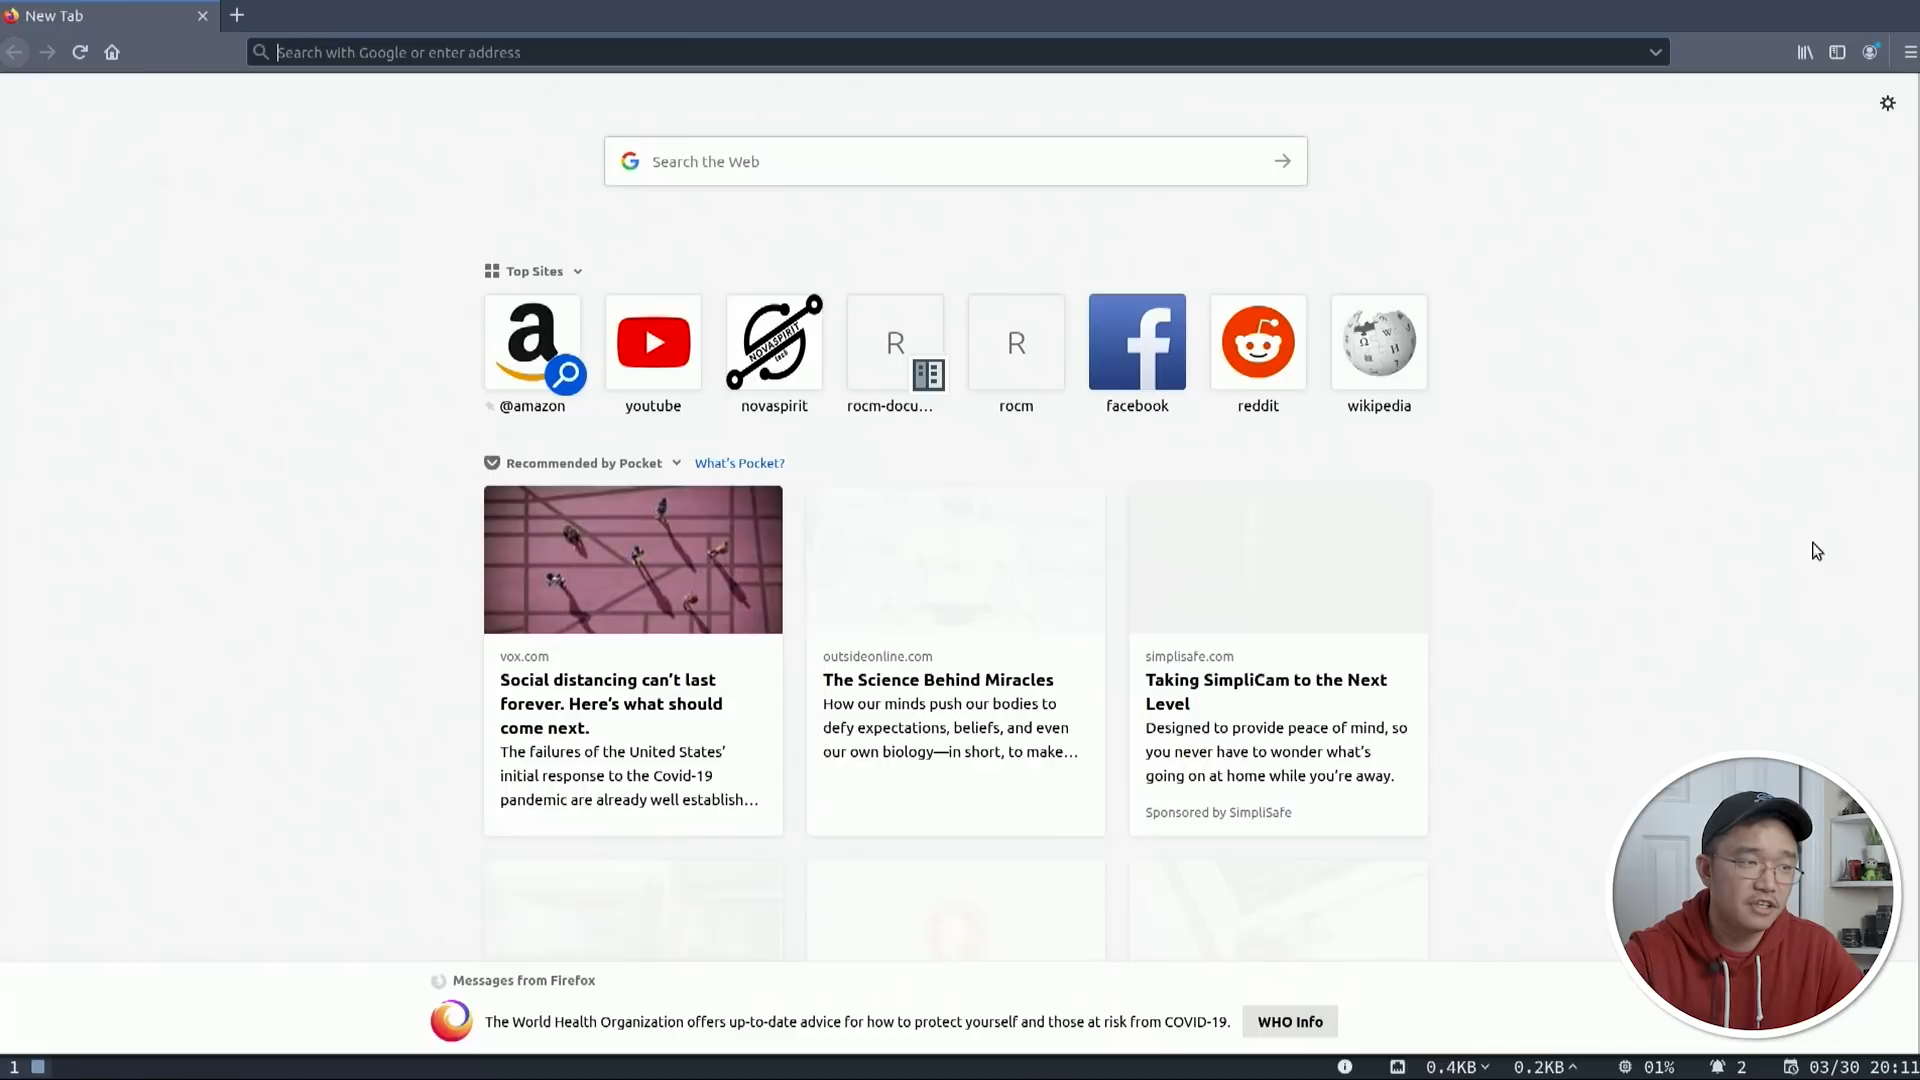 New Tab
Search with Google or enter address
Search the Web
Top Sites
NOVASPIRIT
tech
R
R
@amazon
youtube
novaspirit
rocm-docu…
rocm
facebook
reddit
wikipedia
Recommended by Pocket
What's Pocket?
vox.com
Social distancing can't last
forever. Here's what should
come next.
The failures of the United States'
initial response to the Covid-19
pandemic are already well establish…
outsideonline.com
The Science Behind Miracles
How our minds push our bodies to
defy expectations, beliefs, and even
our own biology—in short, to make…
simplisafe.com
Taking SimpliCam to the Next
Level
Designed to provide peace of mind, so
you never have to wonder what's
going on at home while you're away.
Sponsored by SimpliSafe
Messages from Firefox
The World Health Organization offers up-to-date advice for how to protect yourself and those at risk from COVID-19.
WHO Info
1
0.4KB
0.2KB
01%
2
03/30 20:11